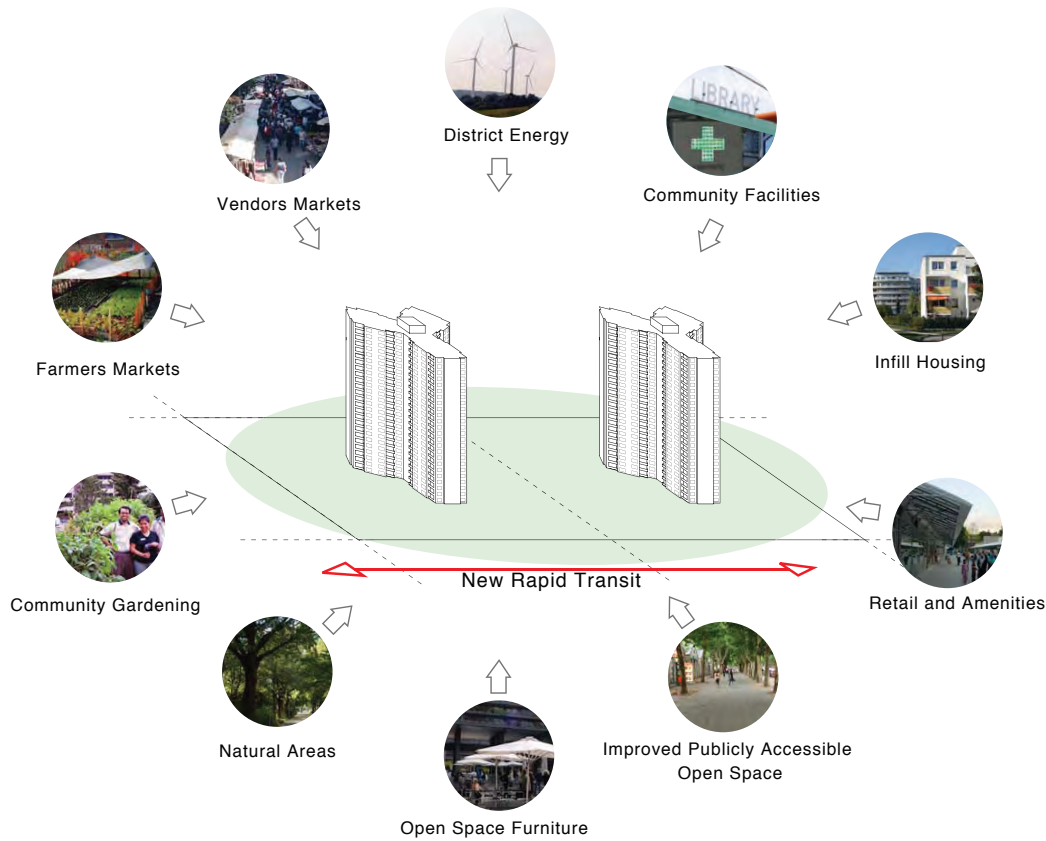 LIBRARY
District Energy
Vendors Markets
Community Facilities
Farmers Markets
Infill Housing
New Rapid Transit
Community Gardening
Retail and Amenities
Natural Areas
Improved Publicly Accessible
Open Space
Open Space Furniture